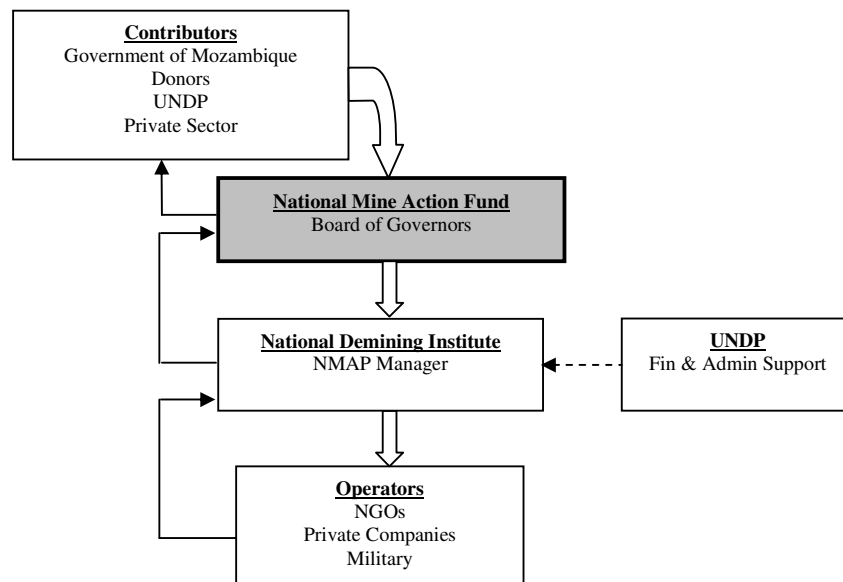 Contributors
Government of Mozambique
Donors
UNDP
Private Sector
National Mine Action Fund
Board of Governors
National Demining Institute
NMAP Manager
UNDP
Fin & Admin Support
Operators
NGOs
Private Companies
Military